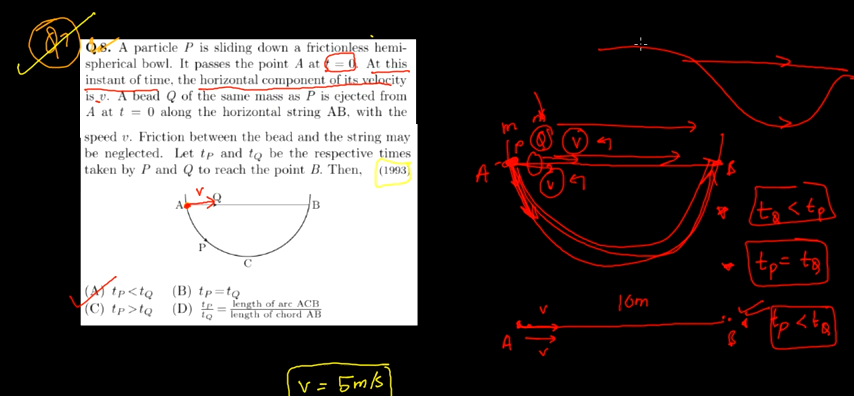 Q7
Q.8. A particle P is sliding down a frictionless hemi-
spherical bowl. It passes the point A at t = 0. At this
instant of time, the horizontal component of its velocity
is v. A bead Q of the same mass as P is ejected from
A at t = 0 along the horizontal string AB, with the
speed v. Friction between the bead and the string may
be neglected. Let tP and tQ be the respective times
taken by P and Q to reach the point B. Then, (1993)
v
A Q B
P
C
(A) tP<tQ (B) tP=tQ
(C) tP>tQ (D) tP/tQ = length of arc ACB/length of chord AB
v = 5m/s
m
P Q v
A B
v
tQ < tP
tP = tQ
10m
v
A B
v
tP < tQ